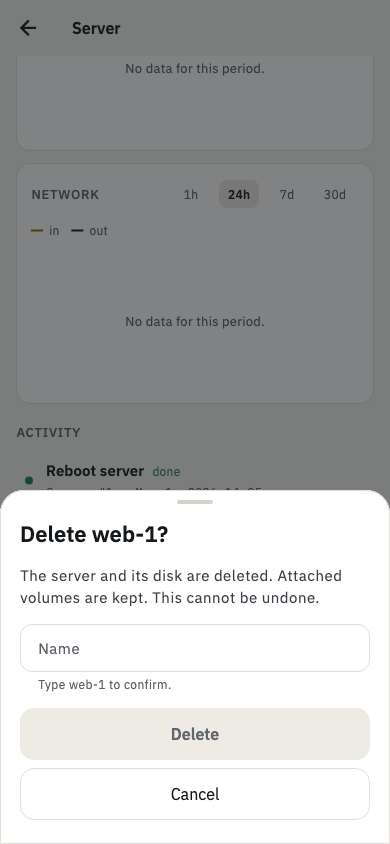 Server
No data for this period.
NETWORK 1h 24h 7d 30d
in out
No data for this period.
ACTIVITY
Reboot server done
Delete web-1?
The server and its disk are deleted. Attached
volumes are kept. This cannot be undone.
Name
Type web-1 to confirm.
Delete
Cancel